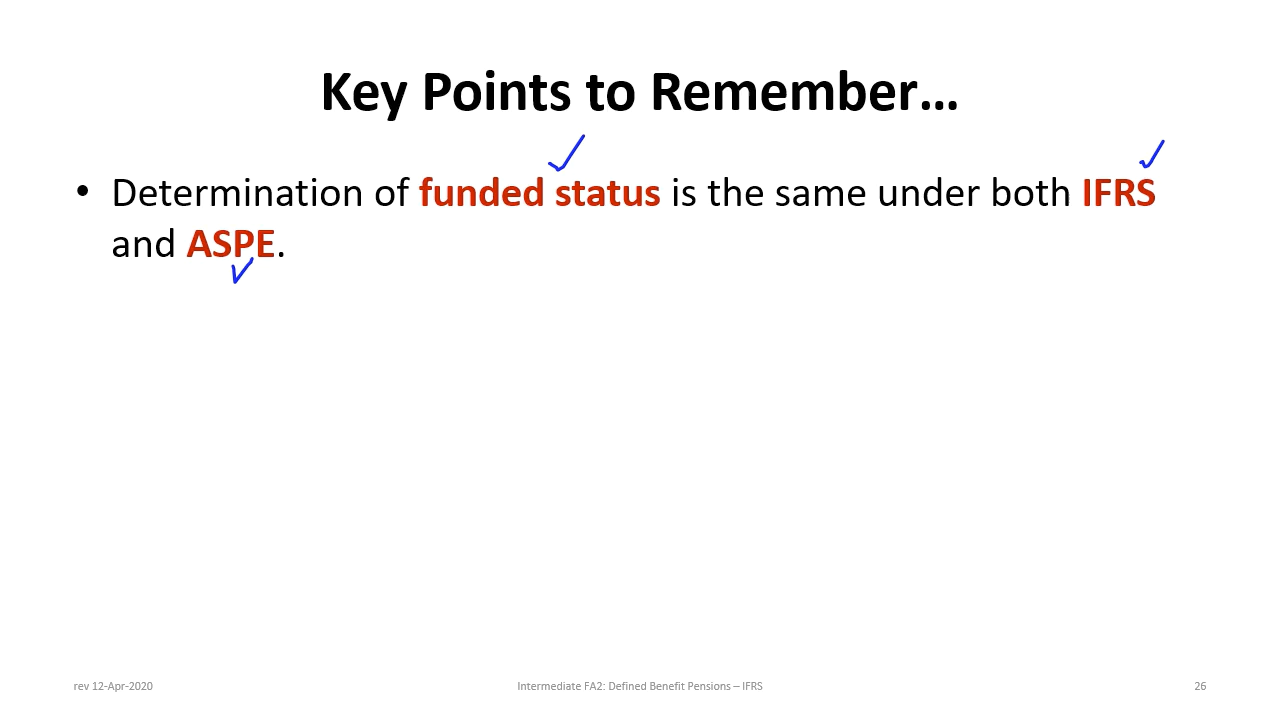 Key Points to Remember…
• Determination of funded status is the same under both IFRS
and ASPE.
rev 12-Apr-2020
Intermediate FA2: Defined Benefit Pensions – IFRS
26